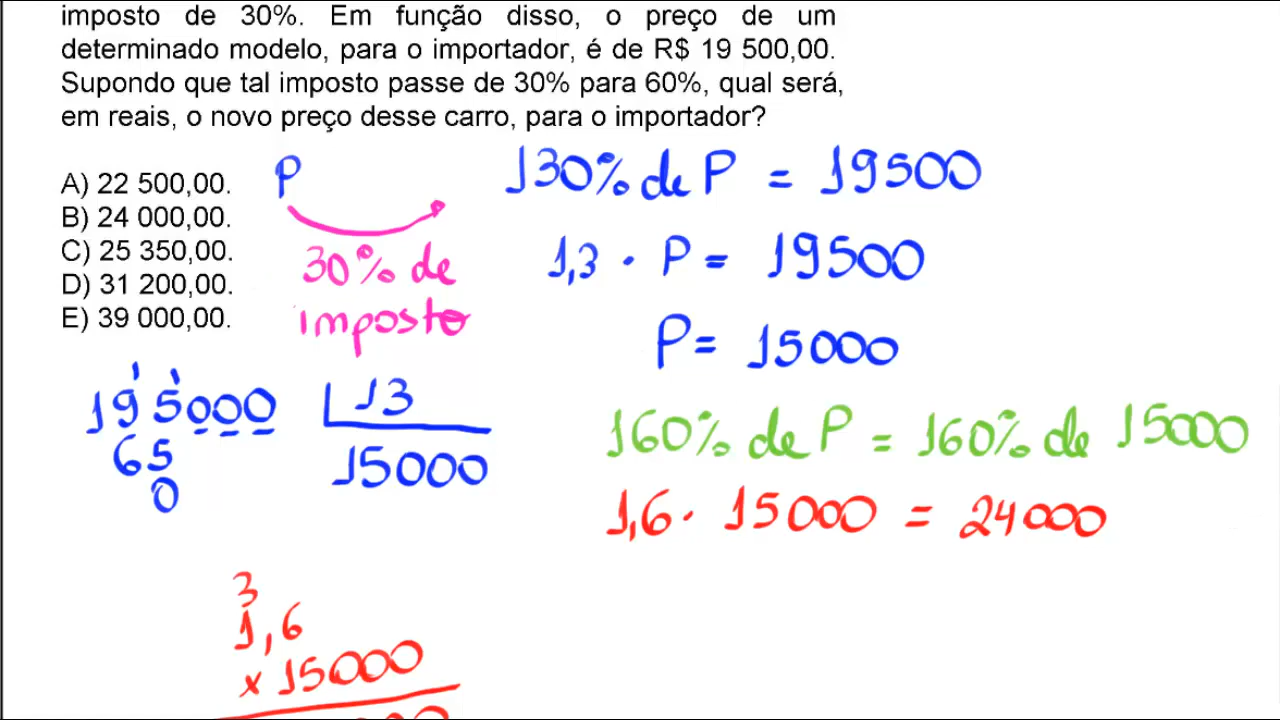 imposto de 30%. Em função disso, o preço de um
determinado modelo, para o importador, é de R$ 19 500,00.
Supondo que tal imposto passe de 30% para 60%, qual será,
em reais, o novo preço desse carro, para o importador?
A) 22 500,00.
B) 24 000,00.
C) 25 350,00.
D) 31 200,00.
E) 39 000,00.
P
30% de
imposto
130% de P = 19500
1,3 · P = 19500
P = 15000
160% de P = 160% de 15000
1,6 · 15000 = 24000
1 1
195000 13
65 15000
0
3
1,6
× 15000